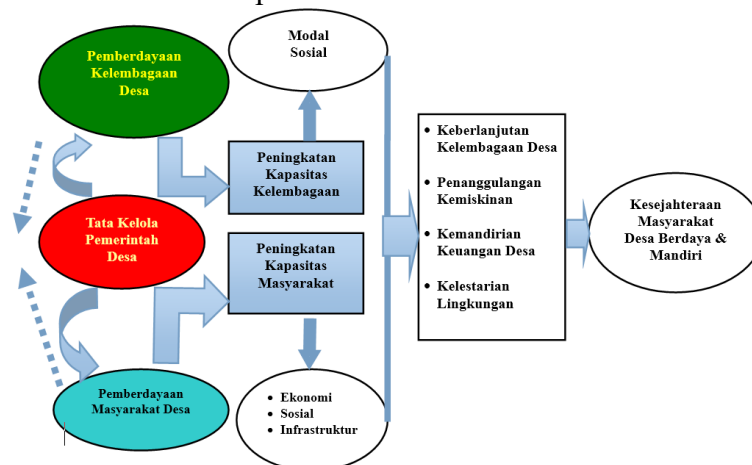 Pemberdayaan
Kelembagaan
Desa
Modal
Sosial
Peningkatan
Kapasitas
Kelembagaan
Tata Kelola
Pemerintah
Desa
Peningkatan
Kapasitas
Masyarakat
Pemberdayaan
Masyarakat Desa
• Ekonomi
• Sosial
• Infrastruktur
• Keberlanjutan
Kelembagaan Desa
• Penanggulangan
Kemiskinan
• Kemandirian
Keuangan Desa
• Kelestarian
Lingkungan
Kesejahteraan
Masyarakat
Desa Berdaya &
Mandiri